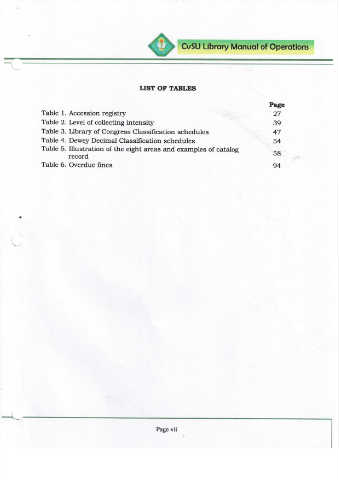 CvSU Library Manual of Operations
LIST OF TABLES
Page
Table 1. Accession registry 27
Table 2. Level of collecting intensity 39
Table 3. Library of Congress Classification schedules 47
Table 4. Dewey Decimal Classification schedules 54
Table 5. Illustration of the eight areas and examples of catalog
record 58
Table 6. Overdue fines 94
Page vii